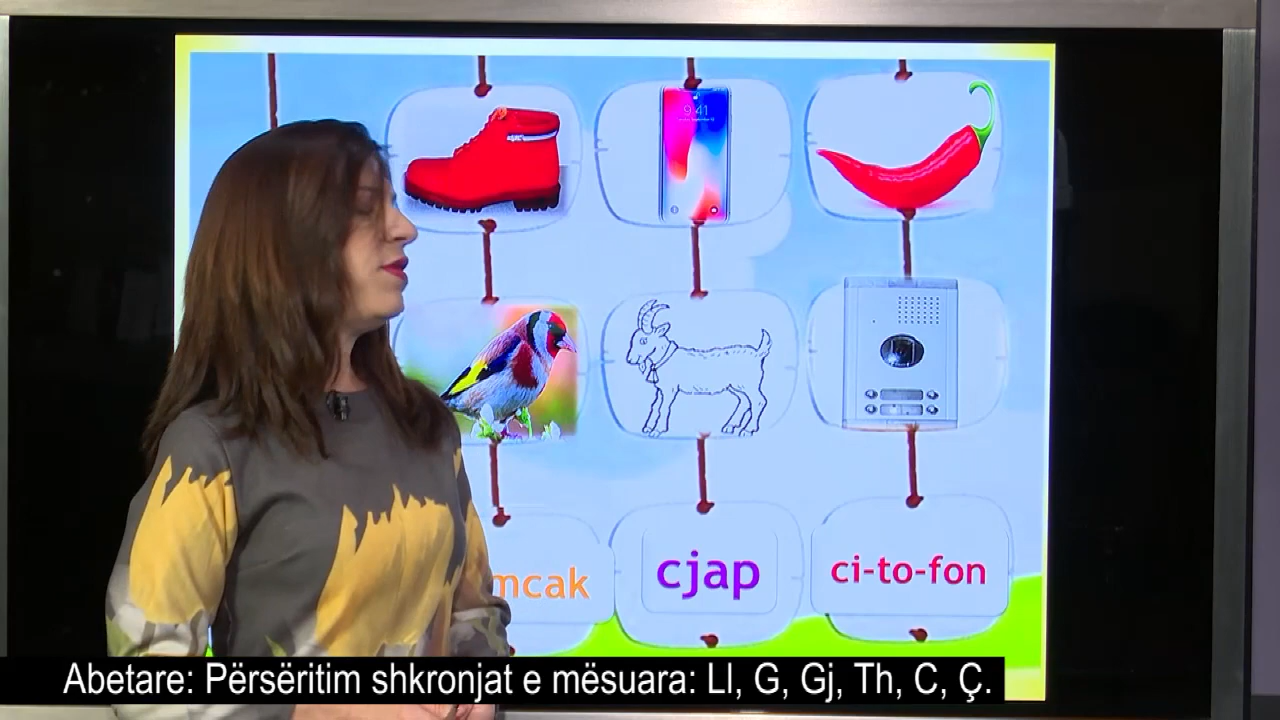 9:41
mcak
cjap
ci-to-fon
Abetare: Përsëritim shkronjat e mësuara: Ll, G, Gj, Th, C, Ç.